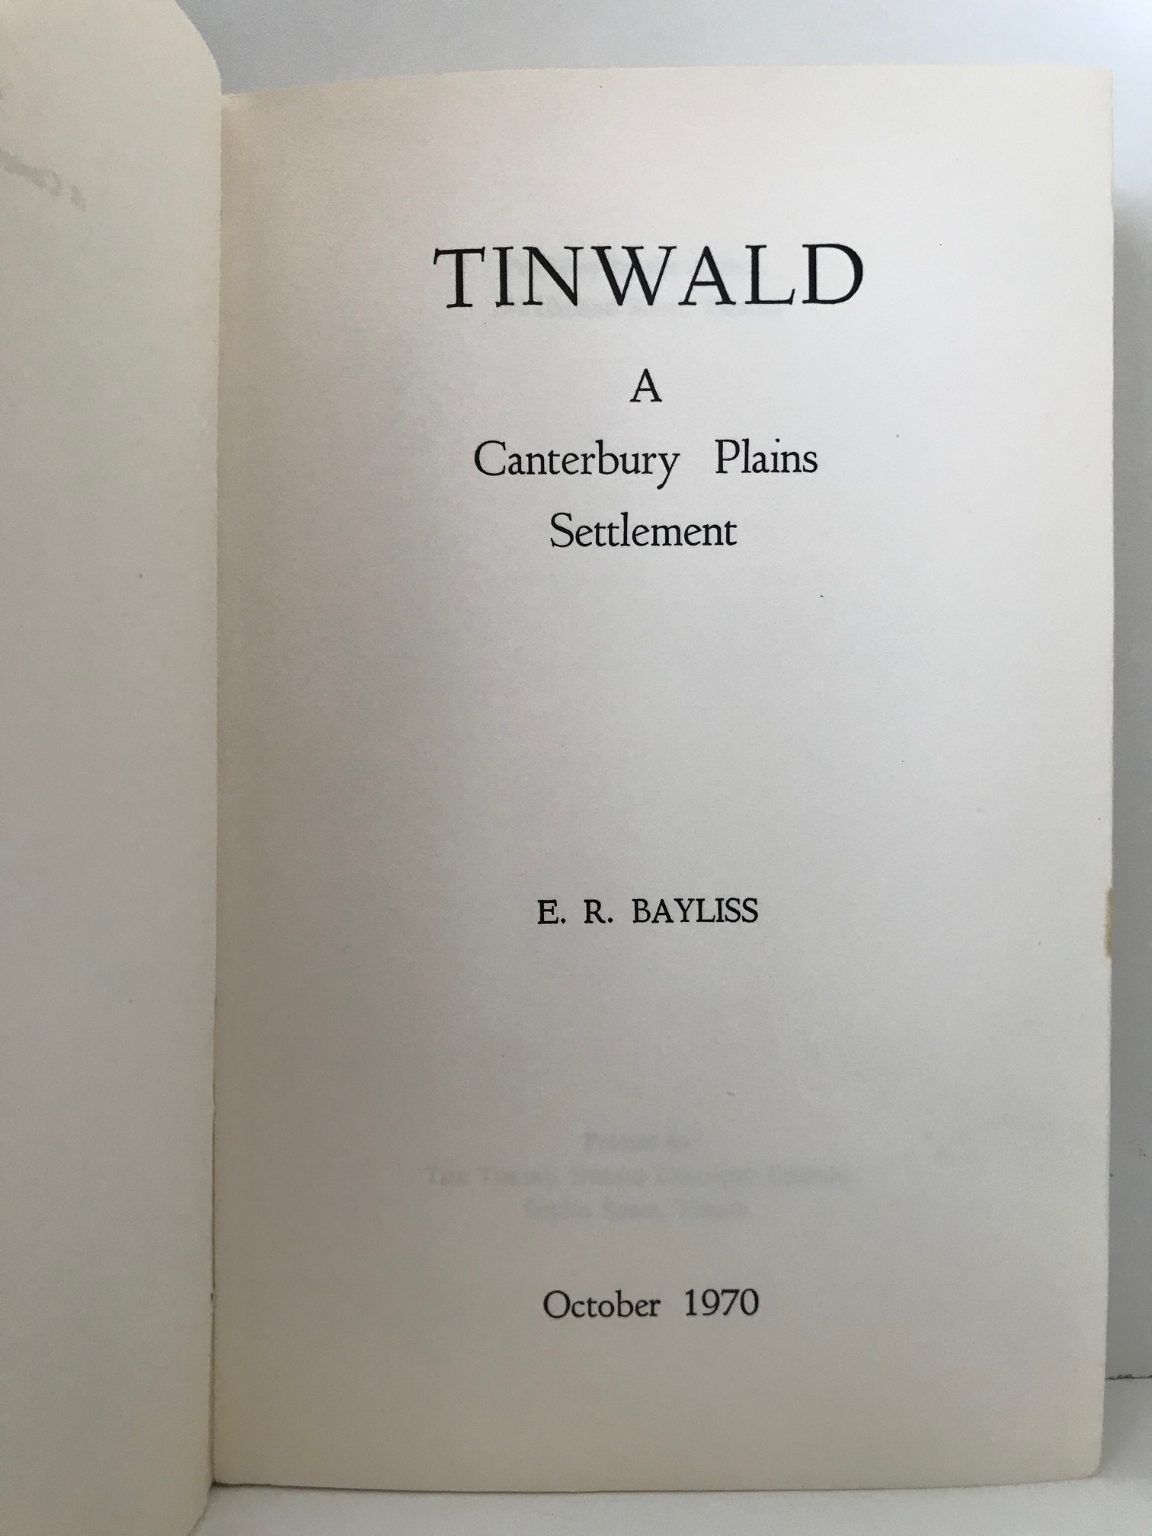 TINWALD
A
Canterbury Plains
Settlement
E. R. BAYLISS
October 1970